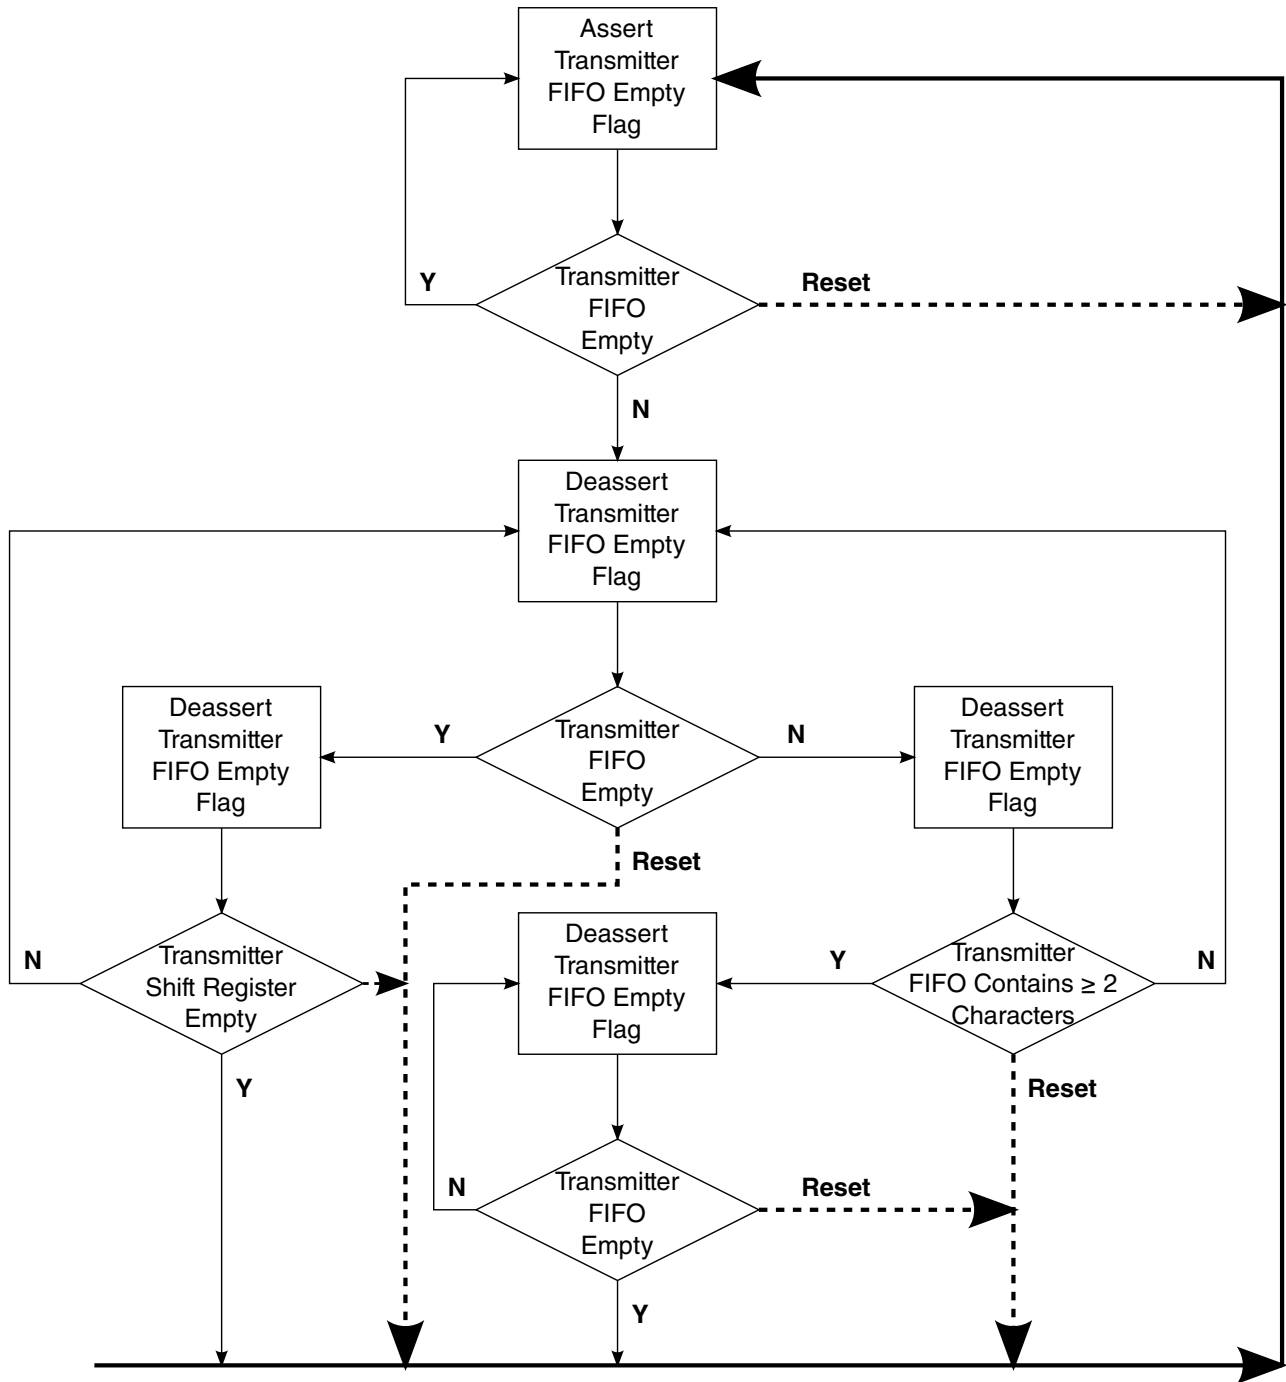 Assert
Transmitter
FIFO Empty
Flag
Y
Transmitter
FIFO
Empty
Reset
N
Deassert
Transmitter
FIFO Empty
Flag
Deassert
Transmitter
FIFO Empty
Flag
Y
Transmitter
FIFO
Empty
N
Deassert
Transmitter
FIFO Empty
Flag
Reset
N
Transmitter
Shift Register
Empty
Y
Deassert
Transmitter
FIFO Empty
Flag
Y
Transmitter
FIFO Contains ≥ 2
Characters
N
Reset
N
Transmitter
FIFO
Empty
Reset
Y